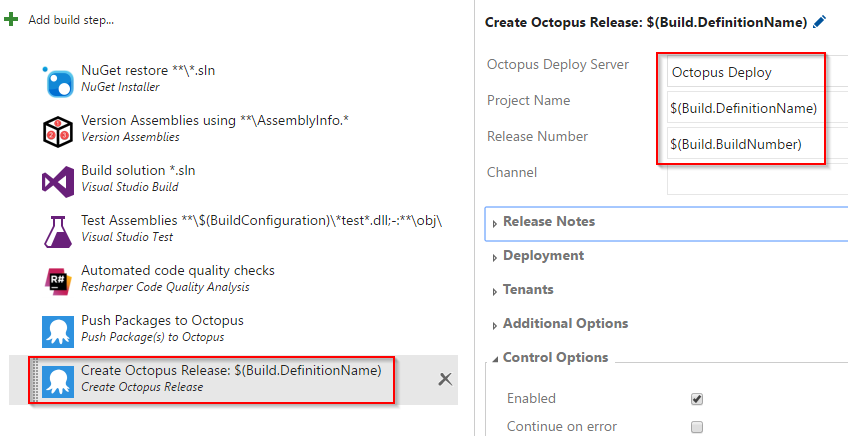 Add build step...
NuGet restore **\*.sln
NuGet Installer
Version Assemblies using **\AssemblyInfo.*
Version Assemblies
Build solution *.sln
Visual Studio Build
Test Assemblies **\$(BuildConfiguration)\*test*.dll;-:**\obj\
Visual Studio Test
R#
Automated code quality checks
Resharper Code Quality Analysis
Push Packages to Octopus
Push Package(s) to Octopus
Create Octopus Release: $(Build.DefinitionName)
Create Octopus Release
Create Octopus Release: $(Build.DefinitionName)
Octopus Deploy Server
Octopus Deploy
Project Name
$(Build.DefinitionName)
Release Number
$(Build.BuildNumber)
Channel
Release Notes
Deployment
Tenants
Additional Options
Control Options
Enabled
Continue on error